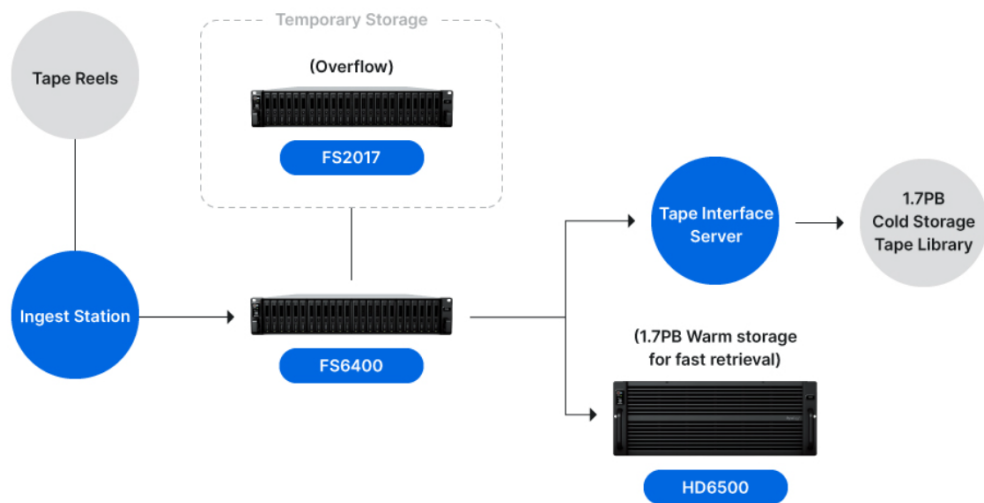 Temporary Storage
Tape Reels
(Overflow)
FS2017
Tape Interface
Server
1.7PB
Cold Storage
Tape Library
Ingest Station
FS6400
(1.7PB Warm storage
for fast retrieval)
HD6500